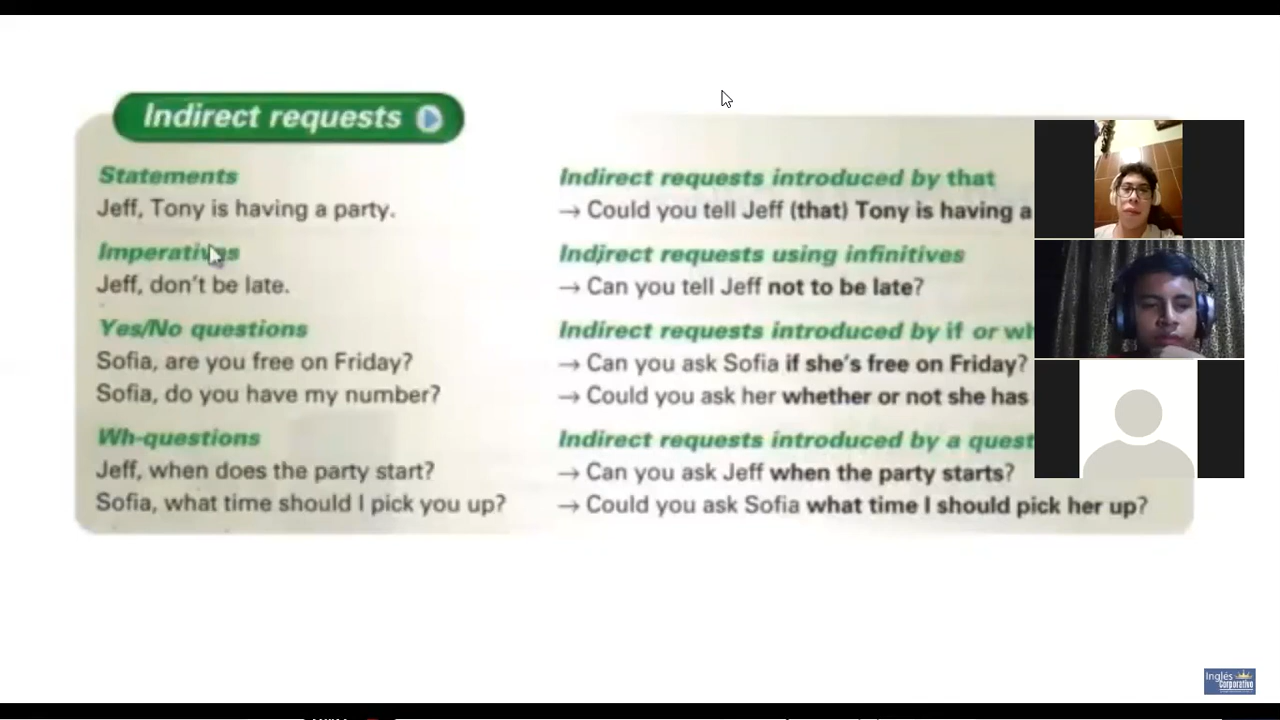 Indirect requests
Statements
Jeff, Tony is having a party.
Imperatives
Jeff, don't be late.
Yes/No questions
Sofia, are you free on Friday?
Sofia, do you have my number?
Wh-questions
Jeff, when does the party start?
Sofia, what time should I pick you up?
Indirect requests introduced by that
→ Could you tell Jeff (that) Tony is having a
Indirect requests using infinitives
→ Can you tell Jeff not to be late?
Indirect requests introduced by if or wh
→ Can you ask Sofia if she's free on Friday?
→ Could you ask her whether or not she has
Indirect requests introduced by a quest
→ Can you ask Jeff when the party starts?
→ Could you ask Sofia what time I should pick her up?
Inglés
Corporativo